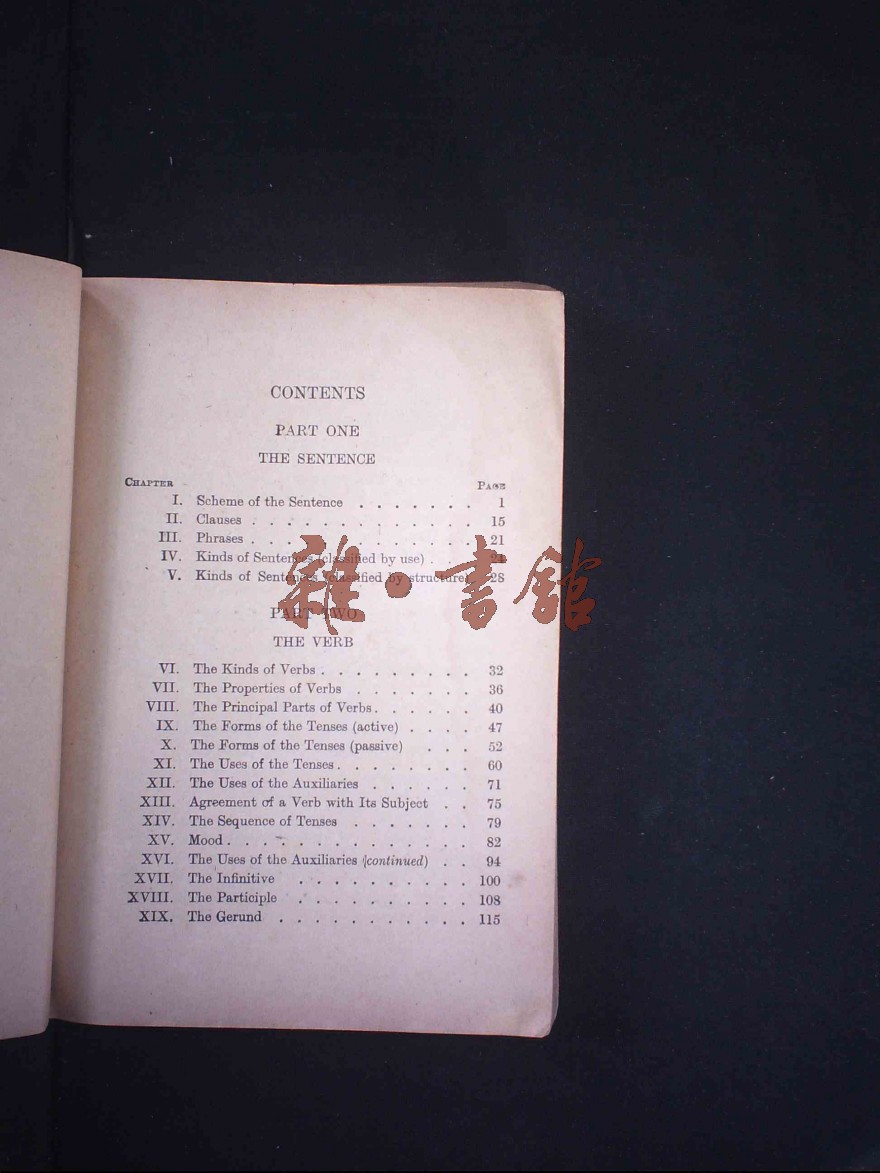 CONTENTS
PART ONE
THE SENTENCE
CHAPTER PAGE
I. Scheme of the Sentence . . . . . . . 1
II. Clauses . . . . . . . . . . . . 15
III. Phrases . . . . . . . . . . . . 21
IV. Kinds of Sentences (classified by use) . . . 24
V. Kinds of Sentences (classified by structure) . 28
PART TWO
THE VERB
VI. The Kinds of Verbs . . . . . . . . . 32
VII. The Properties of Verbs . . . . . . . 36
VIII. The Principal Parts of Verbs . . . . . . 40
IX. The Forms of the Tenses (active) . . . . 47
X. The Forms of the Tenses (passive) . . . 52
XI. The Uses of the Tenses . . . . . . . . 60
XII. The Uses of the Auxiliaries . . . . . . 71
XIII. Agreement of a Verb with Its Subject . . 75
XIV. The Sequence of Tenses . . . . . . . 79
XV. Mood . . . . . . . . . . . . . . 82
XVI. The Uses of the Auxiliaries (continued) . . 94
XVII. The Infinitive . . . . . . . . . . 100
XVIII. The Participle . . . . . . . . . . 108
XIX. The Gerund . . . . . . . . . . . 115
雜·書館